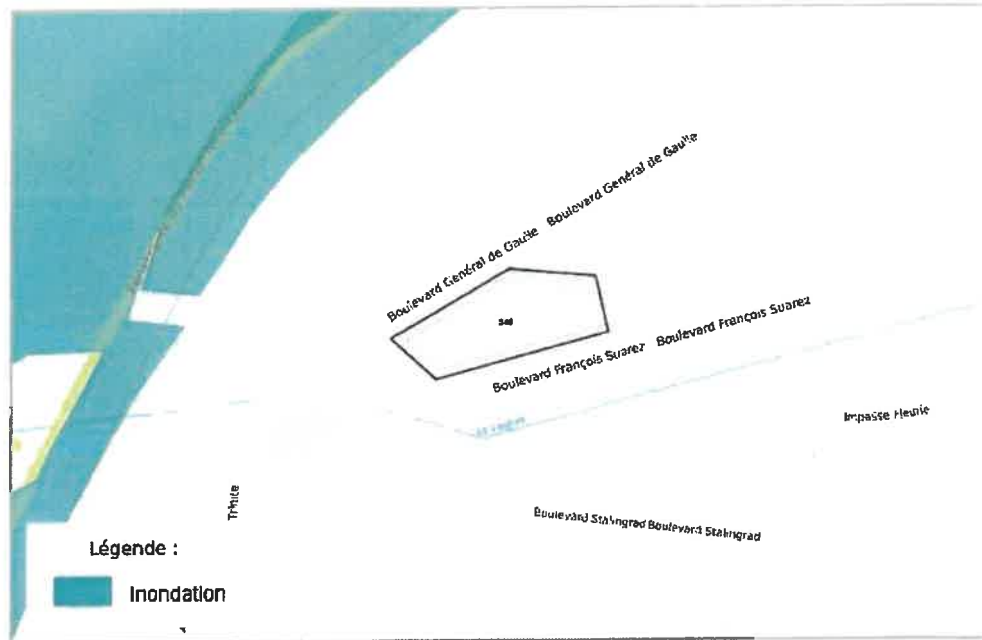 Boulevard Général de Gaulle Boulevard Général de Gaulle
Boulevard François Suarez Boulevard François Suarez
Impasse Fleurie
Trinité
Boulevard Stalingrad Boulevard Stalingrad
Légende :
Inondation